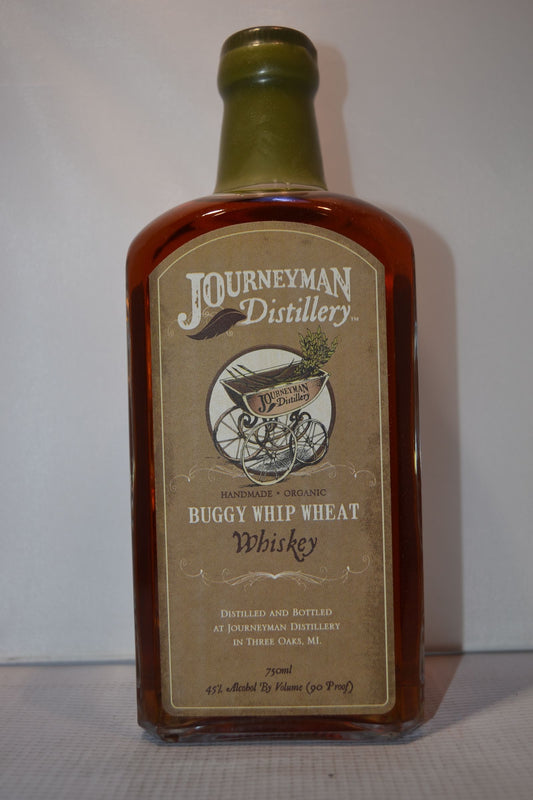 JOURNEYMAN
Distillery™
JOURNEYMAN
Distillery
HANDMADE • ORGANIC
BUGGY WHIP WHEAT
Whiskey
DISTILLED AND BOTTLED
AT JOURNEYMAN DISTILLERY
IN THREE OAKS, MI.
750ml
45% Alcohol By Volume (90 Proof)